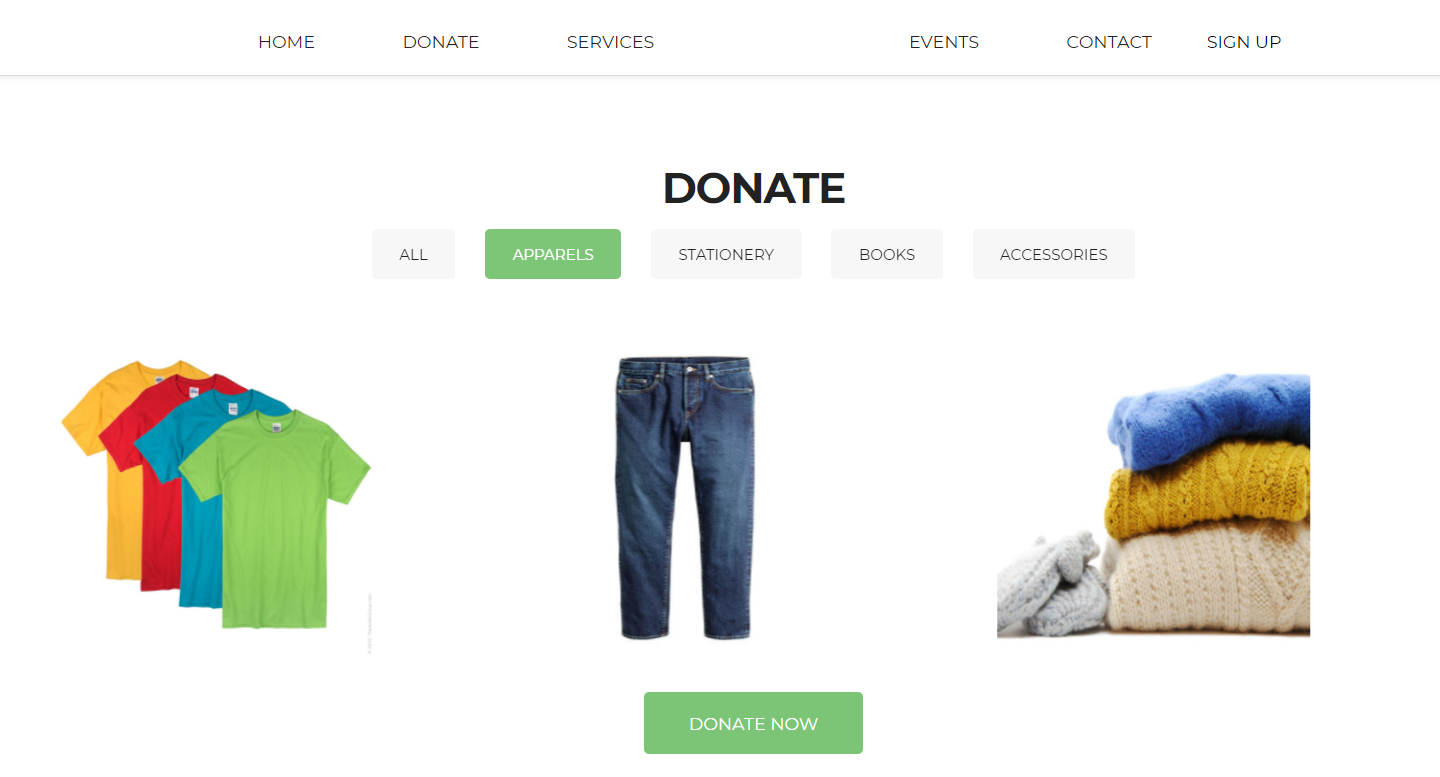 HOME DONATE SERVICES EVENTS CONTACT SIGN UP
DONATE
ALL APPARELS STATIONERY BOOKS ACCESSORIES
DONATE NOW